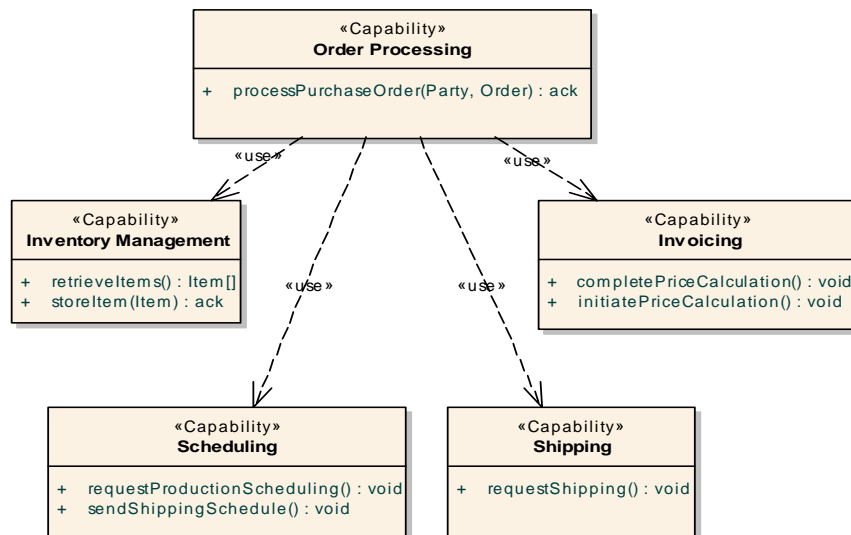 «Capability»
Order Processing
+ processPurchaseOrder(Party, Order) : ack
«use»
«use»
«Capability»
Inventory Management
+ retrieveItems() : Item[]
+ storeItem(Item) : ack
«Capability»
Invoicing
+ completePriceCalculation() : void
+ initiatePriceCalculation() : void
«use»
«use»
«Capability»
Scheduling
+ requestProductionScheduling() : void
+ sendShippingSchedule() : void
«Capability»
Shipping
+ requestShipping() : void